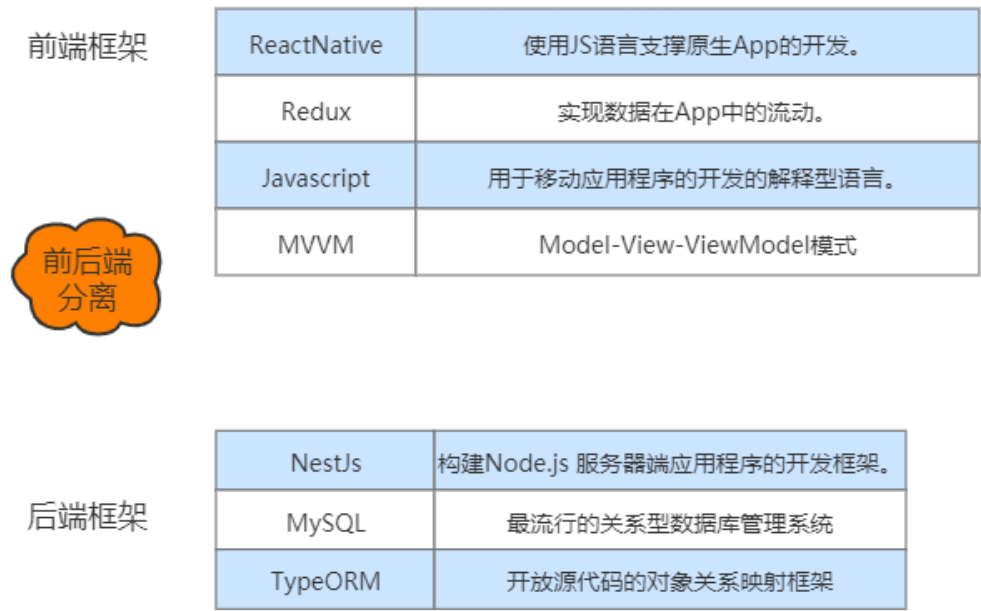 前端框架
ReactNative 使用JS语言支撑原生App的开发。
Redux 实现数据在App中的流动。
Javascript 用于移动应用程序的开发的解释型语言。
MVVM Model-View-ViewModel模式
前后端
分离
后端框架
NestJs 构建Node.js 服务器端应用程序的开发框架。
MySQL 最流行的关系型数据库管理系统
TypeORM 开放源代码的对象关系映射框架